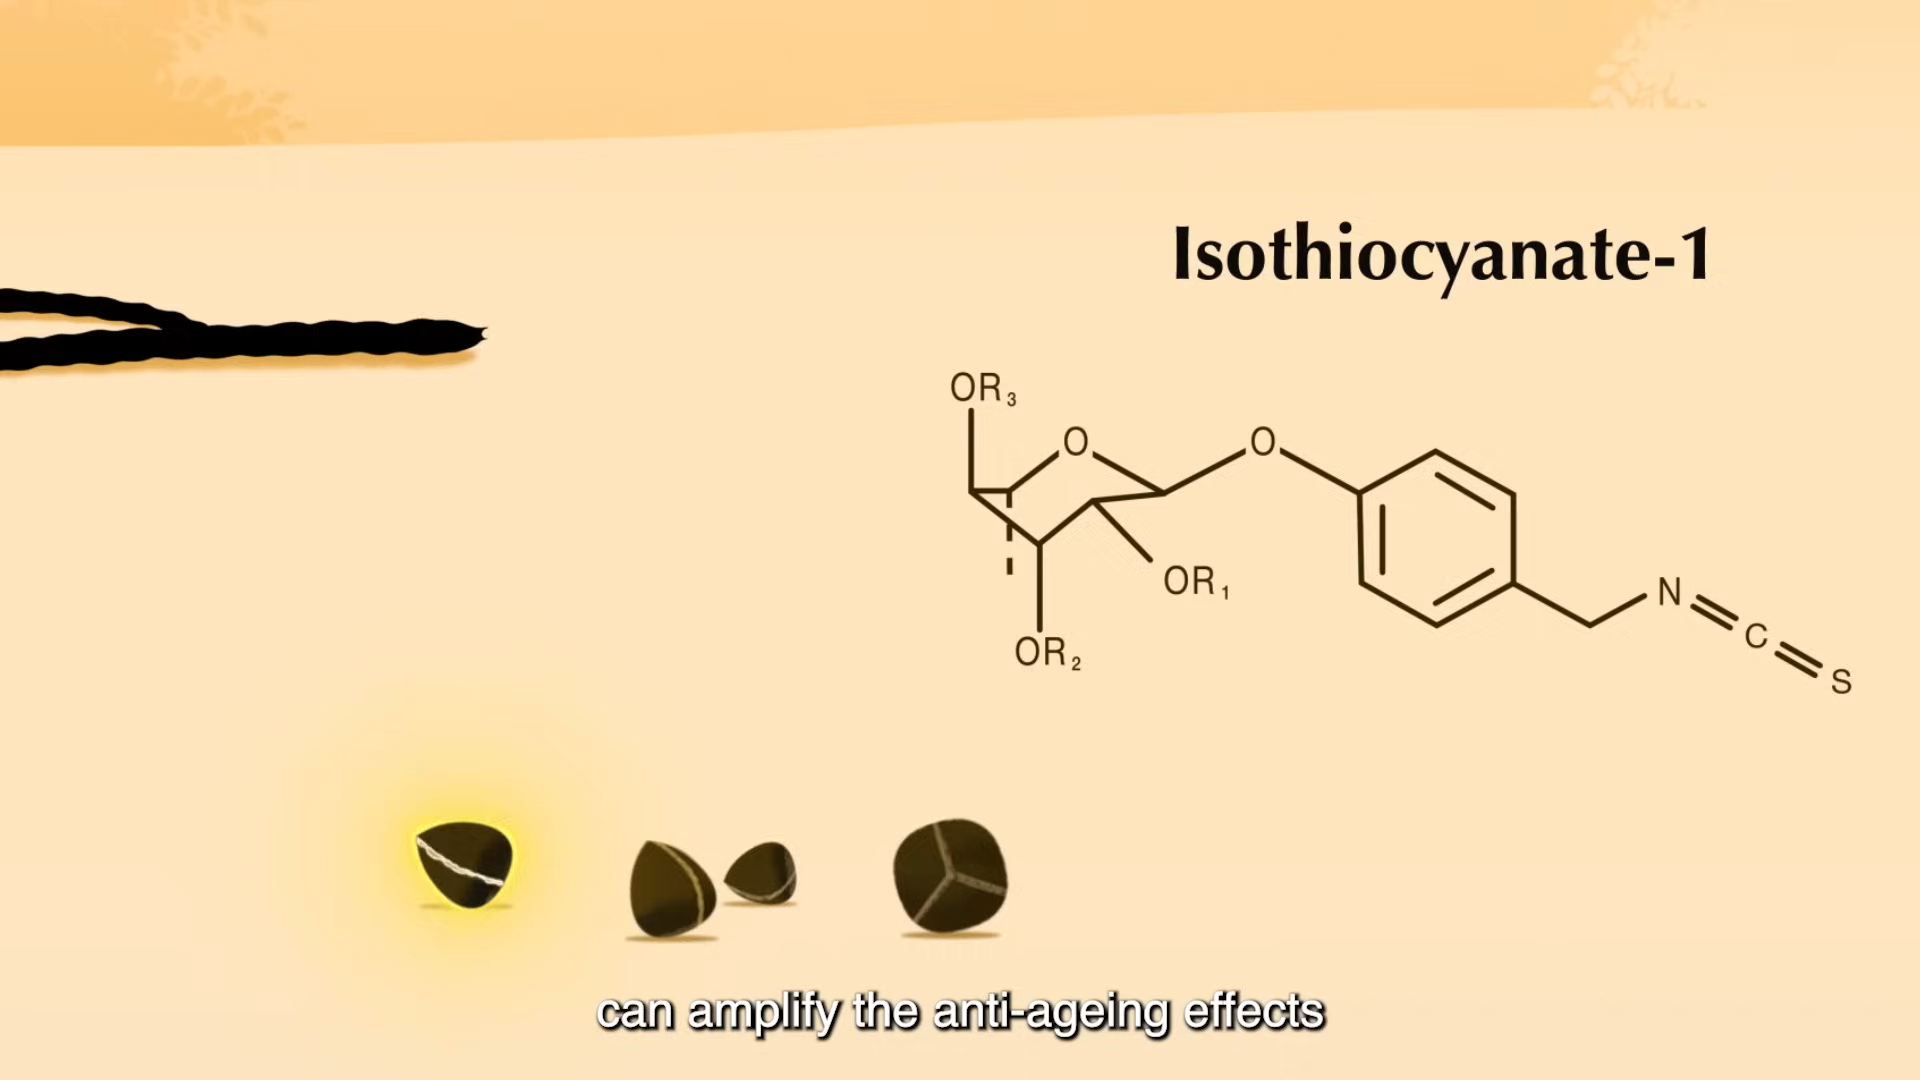 Isothiocyanate-1
OR₃
O
O
OR₁
N
C
OR₂
S
can amplify the anti-ageing effects